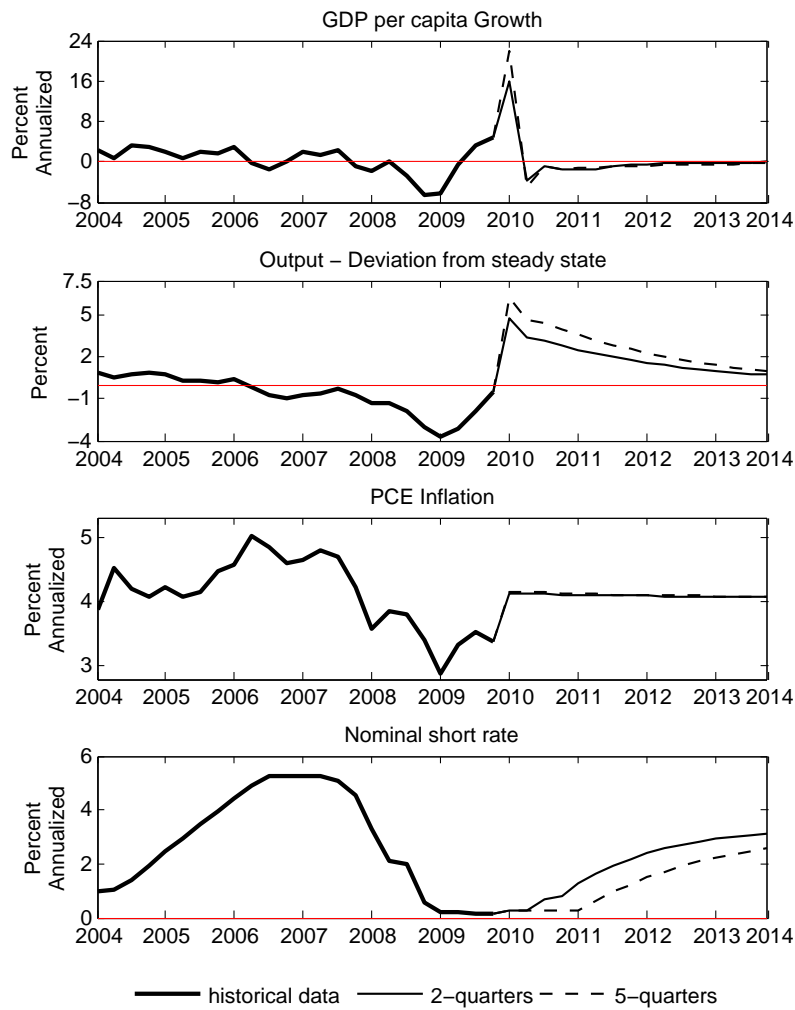 GDP per capita Growth
Percent
Annualized
24
16
8
0
−8
2004 2005 2006 2007 2008 2009 2010 2011 2012 2013 2014
Output − Deviation from steady state
Percent
7.5
5
2
−1
−4
2004 2005 2006 2007 2008 2009 2010 2011 2012 2013 2014
PCE Inflation
Percent
Annualized
5
4
3
2004 2005 2006 2007 2008 2009 2010 2011 2012 2013 2014
Nominal short rate
Percent
Annualized
6
4
2
0
2004 2005 2006 2007 2008 2009 2010 2011 2012 2013 2014
historical data 2−quarters 5−quarters